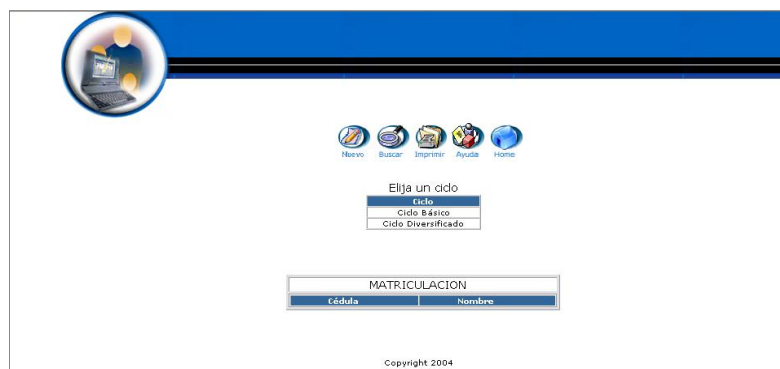 Nuevo Buscar Imprimir Ayuda Home
Elija un ciclo
Ciclo
Ciclo Básico
Ciclo Diversificado
MATRICULACION
Cédula Nombre
Copyright 2004